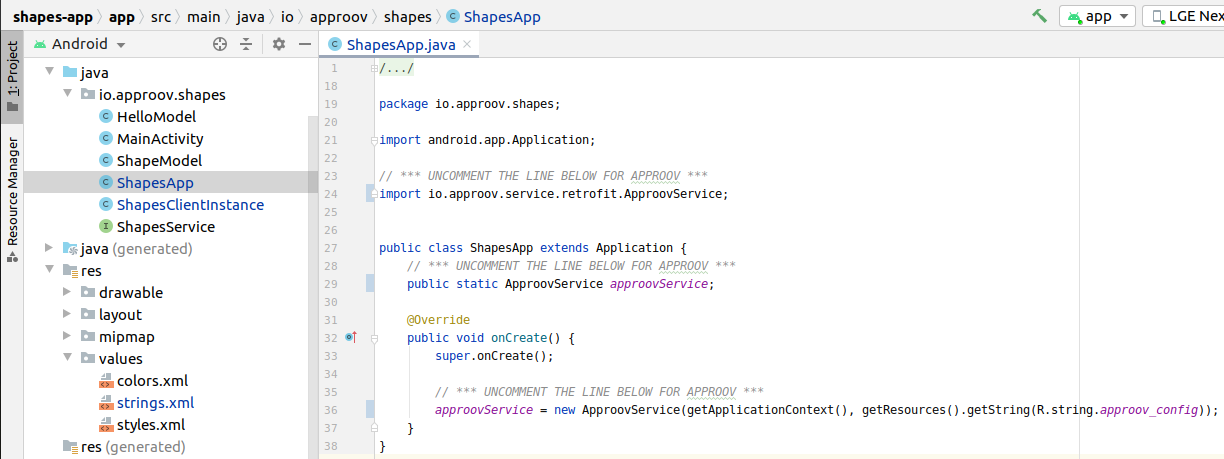 shapes-app app src main java io approov shapes ShapesApp
app LGE Nex
1: Project
Resource Manager
Android
ShapesApp.java
java
io.approov.shapes
C HelloModel
C MainActivity
C ShapeModel
C ShapesApp
C ShapesClientInstance
I ShapesService
java (generated)
res
drawable
layout
mipmap
values
colors.xml
strings.xml
styles.xml
res (generated)
1 /.../
18
19 package io.approov.shapes;
20
21 import android.app.Application;
22
23 // *** UNCOMMENT THE LINE BELOW FOR APPROOV ***
24 import io.approov.service.retrofit.ApproovService;
25
26
27 public class ShapesApp extends Application {
28 // *** UNCOMMENT THE LINE BELOW FOR APPROOV ***
29 public static ApproovService approovService;
30
31 @Override
32 public void onCreate() {
33 super.onCreate();
34
35 // *** UNCOMMENT THE LINE BELOW FOR APPROOV ***
36 approovService = new ApproovService(getApplicationContext(), getResources().getString(R.string.approov_config));
37 }
38 }